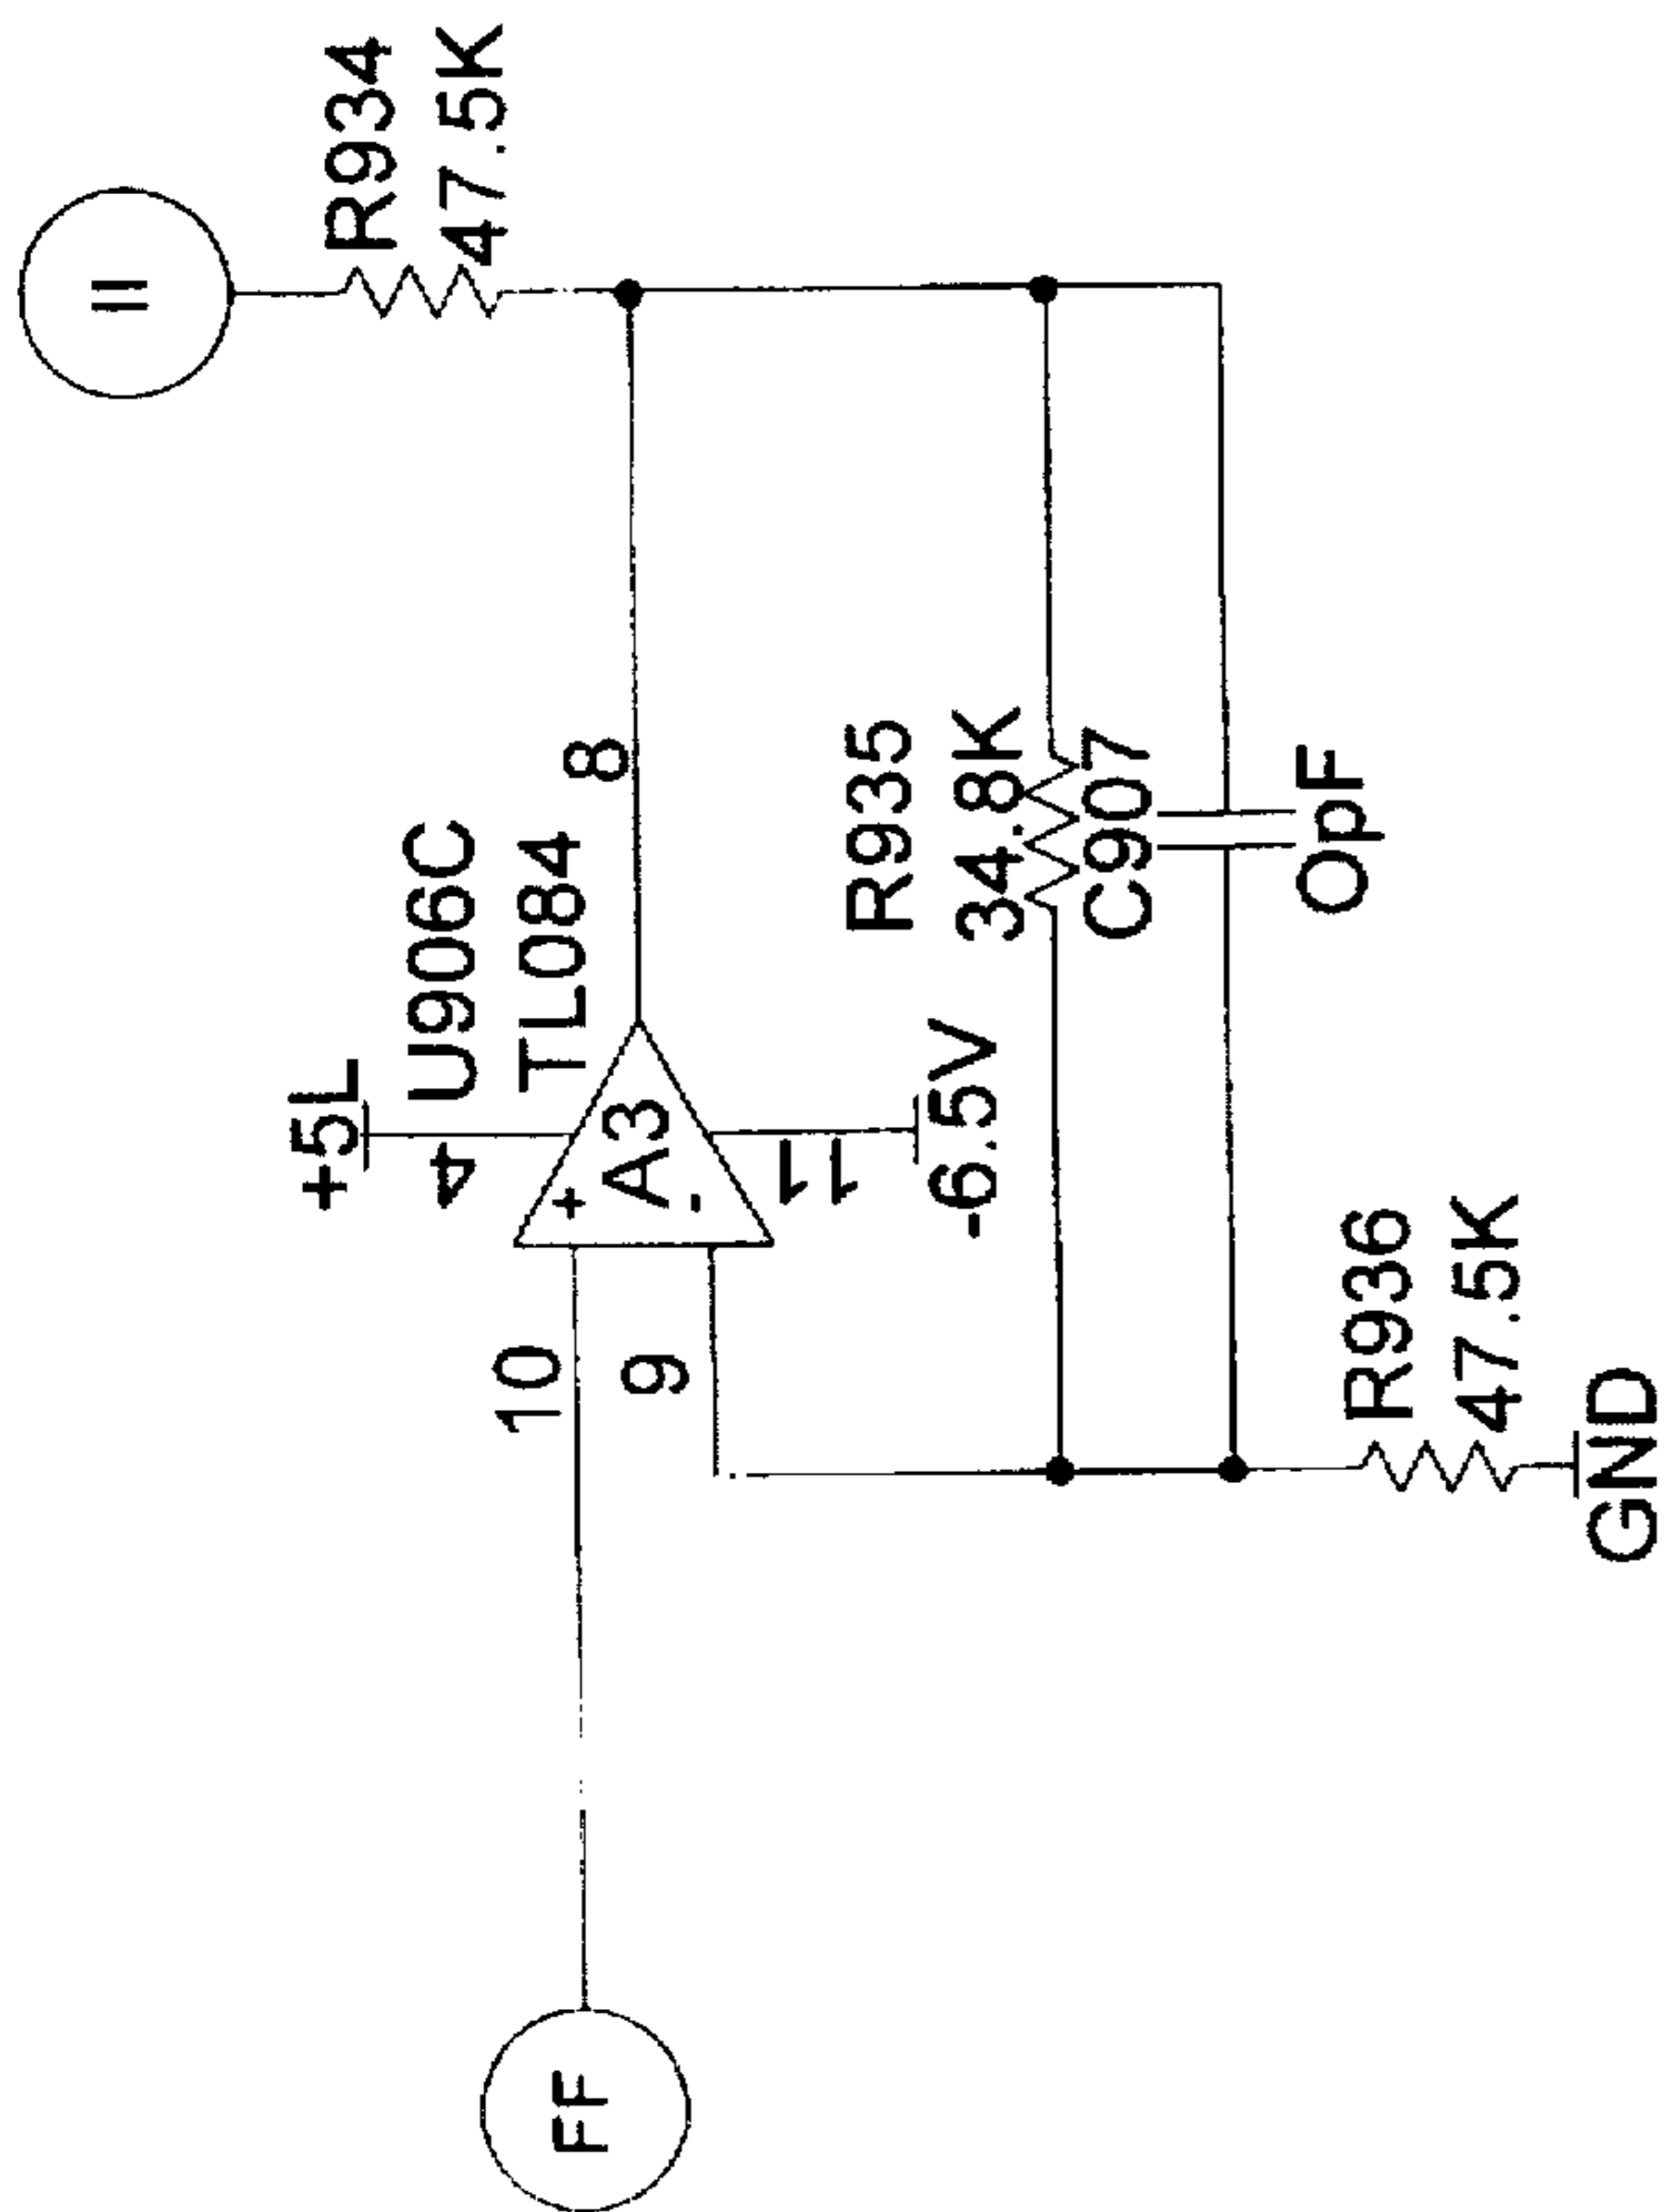 II
R934
47.5K
+5L
U906C
TL084
4
8
10
+
A3
-
9
11
-6.5V
R935
34.8K
C907
OpF
R936
47.5K
GND
FF